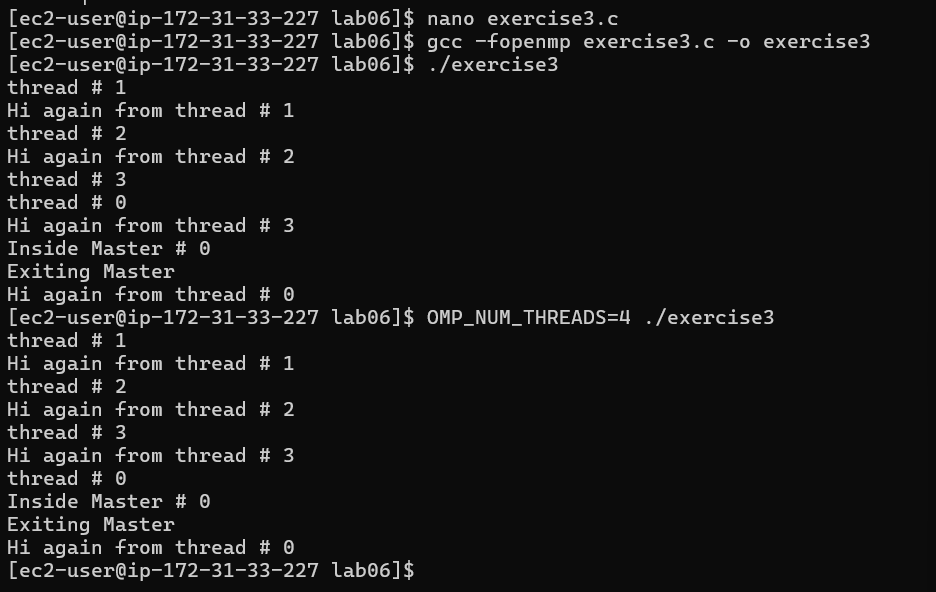 [ec2-user@ip-172-31-33-227 lab06]$ nano exercise3.c
[ec2-user@ip-172-31-33-227 lab06]$ gcc -fopenmp exercise3.c -o exercise3
[ec2-user@ip-172-31-33-227 lab06]$ ./exercise3
thread # 1
Hi again from thread # 1
thread # 2
Hi again from thread # 2
thread # 3
thread # 0
Hi again from thread # 3
Inside Master # 0
Exiting Master
Hi again from thread # 0
[ec2-user@ip-172-31-33-227 lab06]$ OMP_NUM_THREADS=4 ./exercise3
thread # 1
Hi again from thread # 1
thread # 2
Hi again from thread # 2
thread # 3
Hi again from thread # 3
thread # 0
Inside Master # 0
Exiting Master
Hi again from thread # 0
[ec2-user@ip-172-31-33-227 lab06]$